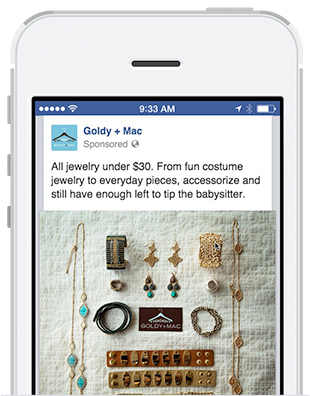 9:33 AM
Goldy + Mac
Sponsored
All jewelry under $30. From fun costume
jewelry to everyday pieces, accessorize and
still have enough left to tip the babysitter.
GOLDY+MAC